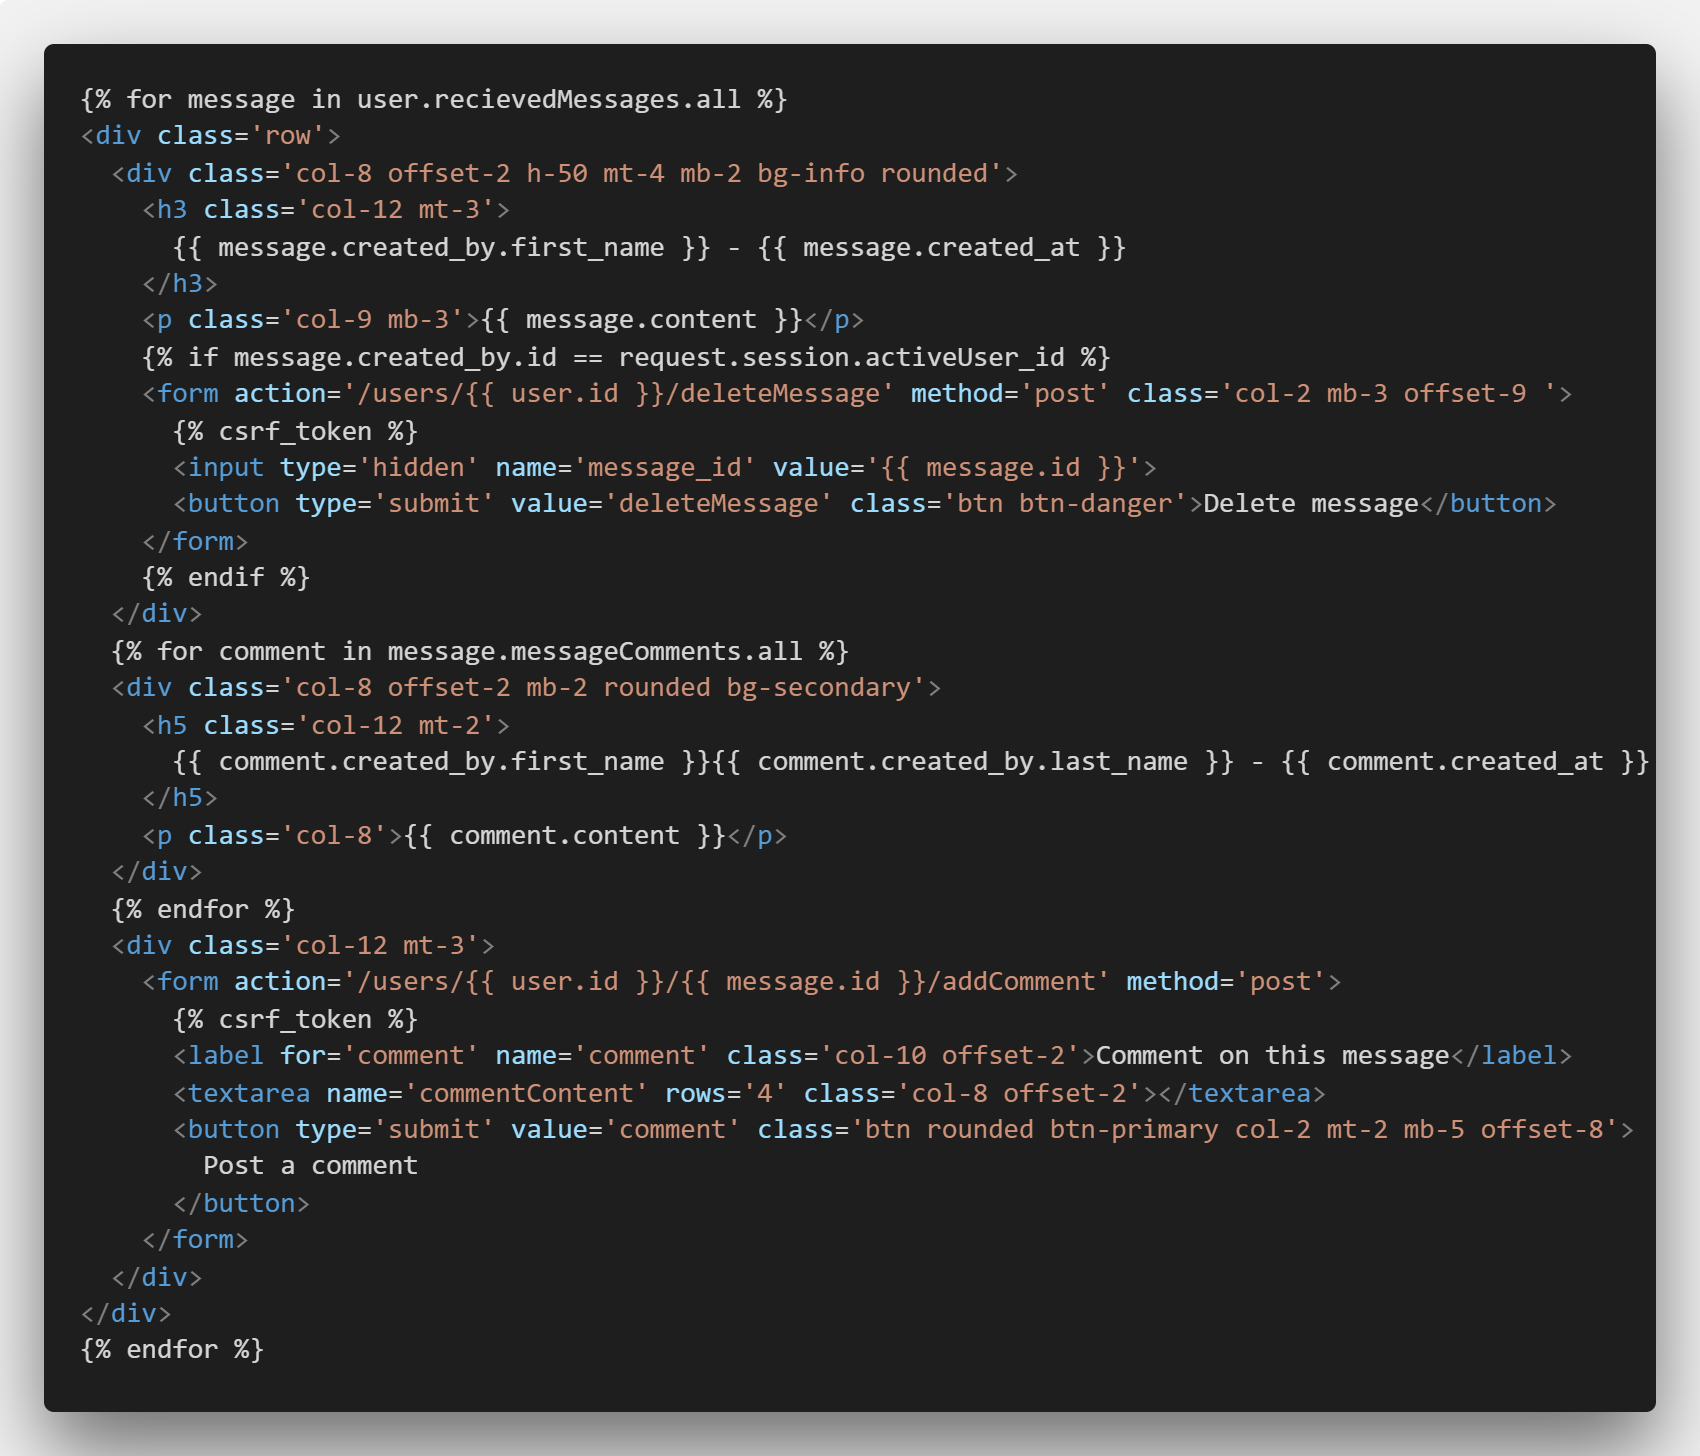 {% for message in user.recievedMessages.all %}
<div class='row'>
  <div class='col-8 offset-2 h-50 mt-4 mb-2 bg-info rounded'>
    <h3 class='col-12 mt-3'>
      {{ message.created_by.first_name }} - {{ message.created_at }}
    </h3>
    <p class='col-9 mb-3'>{{ message.content }}</p>
    {% if message.created_by.id == request.session.activeUser_id %}
    <form action='/users/{{ user.id }}/deleteMessage' method='post' class='col-2 mb-3 offset-9 '>
      {% csrf_token %}
      <input type='hidden' name='message_id' value='{{ message.id }}'>
      <button type='submit' value='deleteMessage' class='btn btn-danger'>Delete message</button>
    </form>
    {% endif %}
  </div>
  {% for comment in message.messageComments.all %}
  <div class='col-8 offset-2 mb-2 rounded bg-secondary'>
    <h5 class='col-12 mt-2'>
      {{ comment.created_by.first_name }}{{ comment.created_by.last_name }} - {{ comment.created_at }}
    </h5>
    <p class='col-8'>{{ comment.content }}</p>
  </div>
  {% endfor %}
  <div class='col-12 mt-3'>
    <form action='/users/{{ user.id }}/{{ message.id }}/addComment' method='post'>
      {% csrf_token %}
      <label for='comment' name='comment' class='col-10 offset-2'>Comment on this message</label>
      <textarea name='commentContent' rows='4' class='col-8 offset-2'></textarea>
      <button type='submit' value='comment' class='btn rounded btn-primary col-2 mt-2 mb-5 offset-8'>
        Post a comment
      </button>
    </form>
  </div>
</div>
{% endfor %}